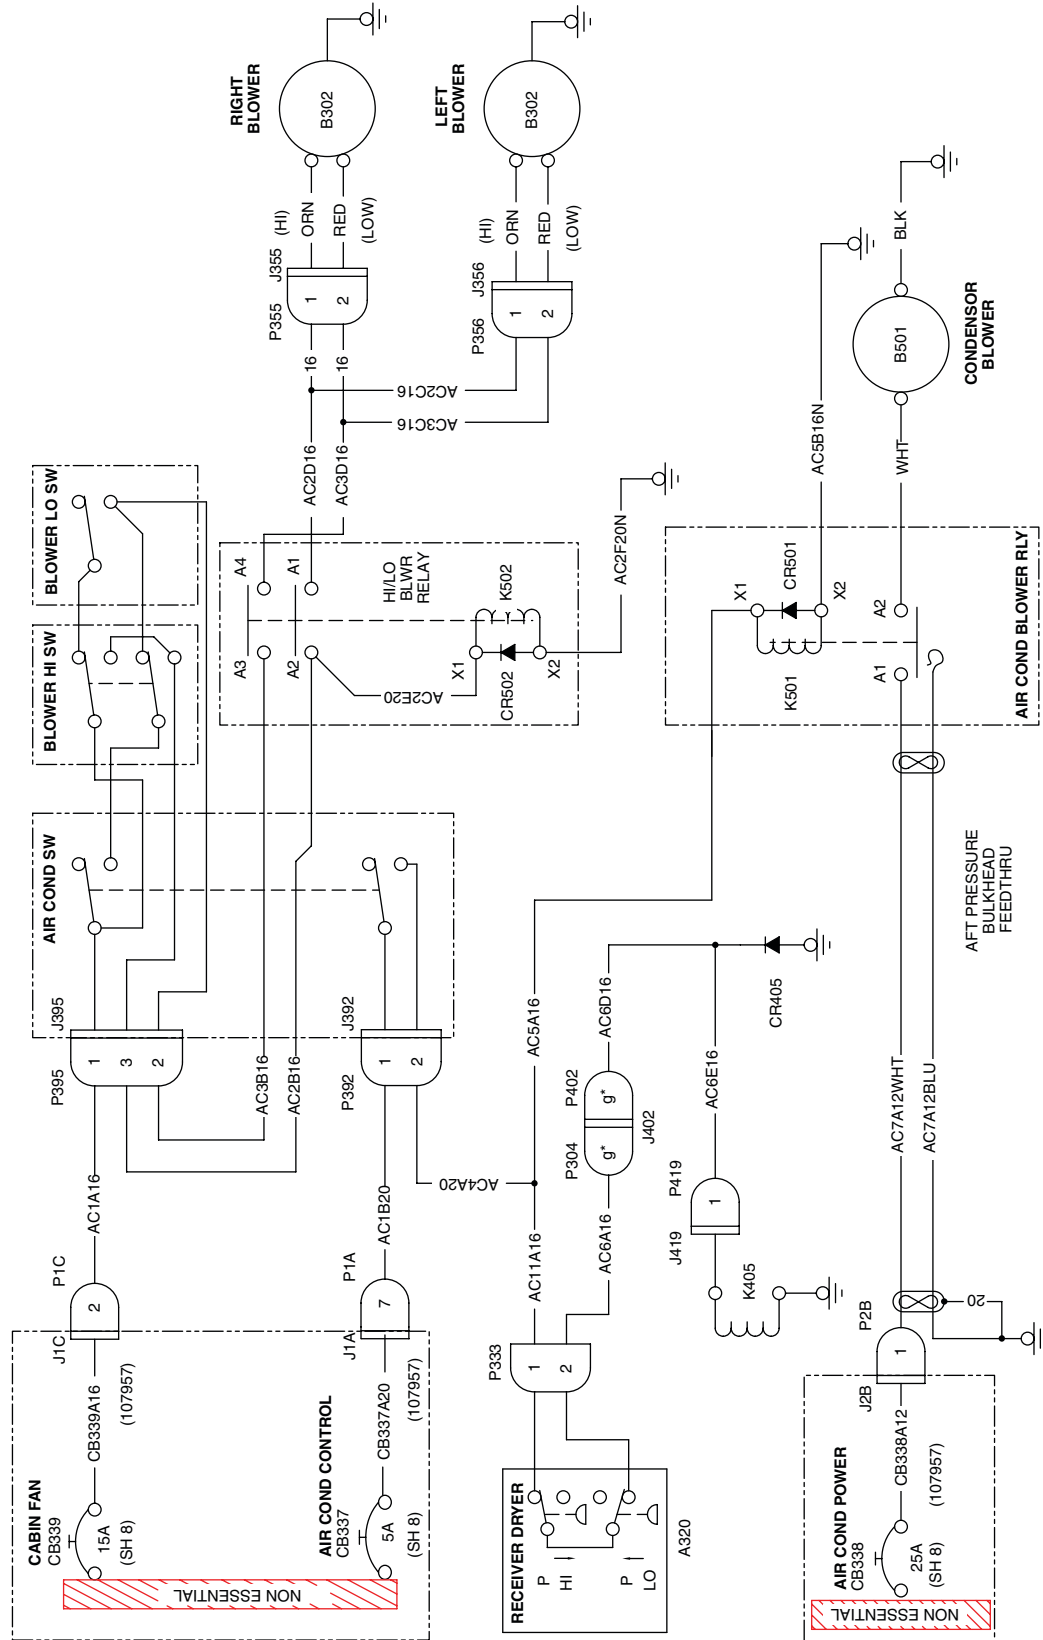 RIGHT
BLOWER
B302
(HI)
ORN
RED
(LOW)
J355
P355
1
2
16
16
LEFT
BLOWER
B302
(HI)
ORN
RED
(LOW)
J356
P356
1
2
AC2C16
AC3C16
AC2D16
AC3D16
BLOWER LO SW
BLOWER HI SW
AIR COND SW
HI/LO
BLWR
RELAY
A4
A1
A3
A2
K502
X1
X2
CR502
AC2E20
AC2F20N
BLK
B501
CONDENSOR
BLOWER
WHT
AC5B16N
X1
CR501
X2
K501
A2
A1
AIR COND BLOWER RLY
J395
P395
1
3
2
AC3B16
AC2B16
J392
P392
1
2
AC1A16
AC1B20
AC4A20
AC5A16
AC11A16
P1C
J1C
2
P1A
J1A
7
CB339A16
(107957)
CABIN FAN
CB339
15A
(SH 8)
CB337A20
(107957)
AIR COND CONTROL
CB337
5A
(SH 8)
NON ESSENTIAL
AC6D16
P402
g*
P304
g*
J402
AC6A16
CR405
AC6E16
P419
1
J419
K405
P333
1
2
RECEIVER DRYER
P
HI
P
LO
A320
AFT PRESSURE
BULKHEAD
FEEDTHRU
AC7A12WHT
AC7A12BLU
20
P2B
1
J2B
CB338A12
(107957)
AIR COND POWER
CB338
25A
(SH 8)
NON ESSENTIAL